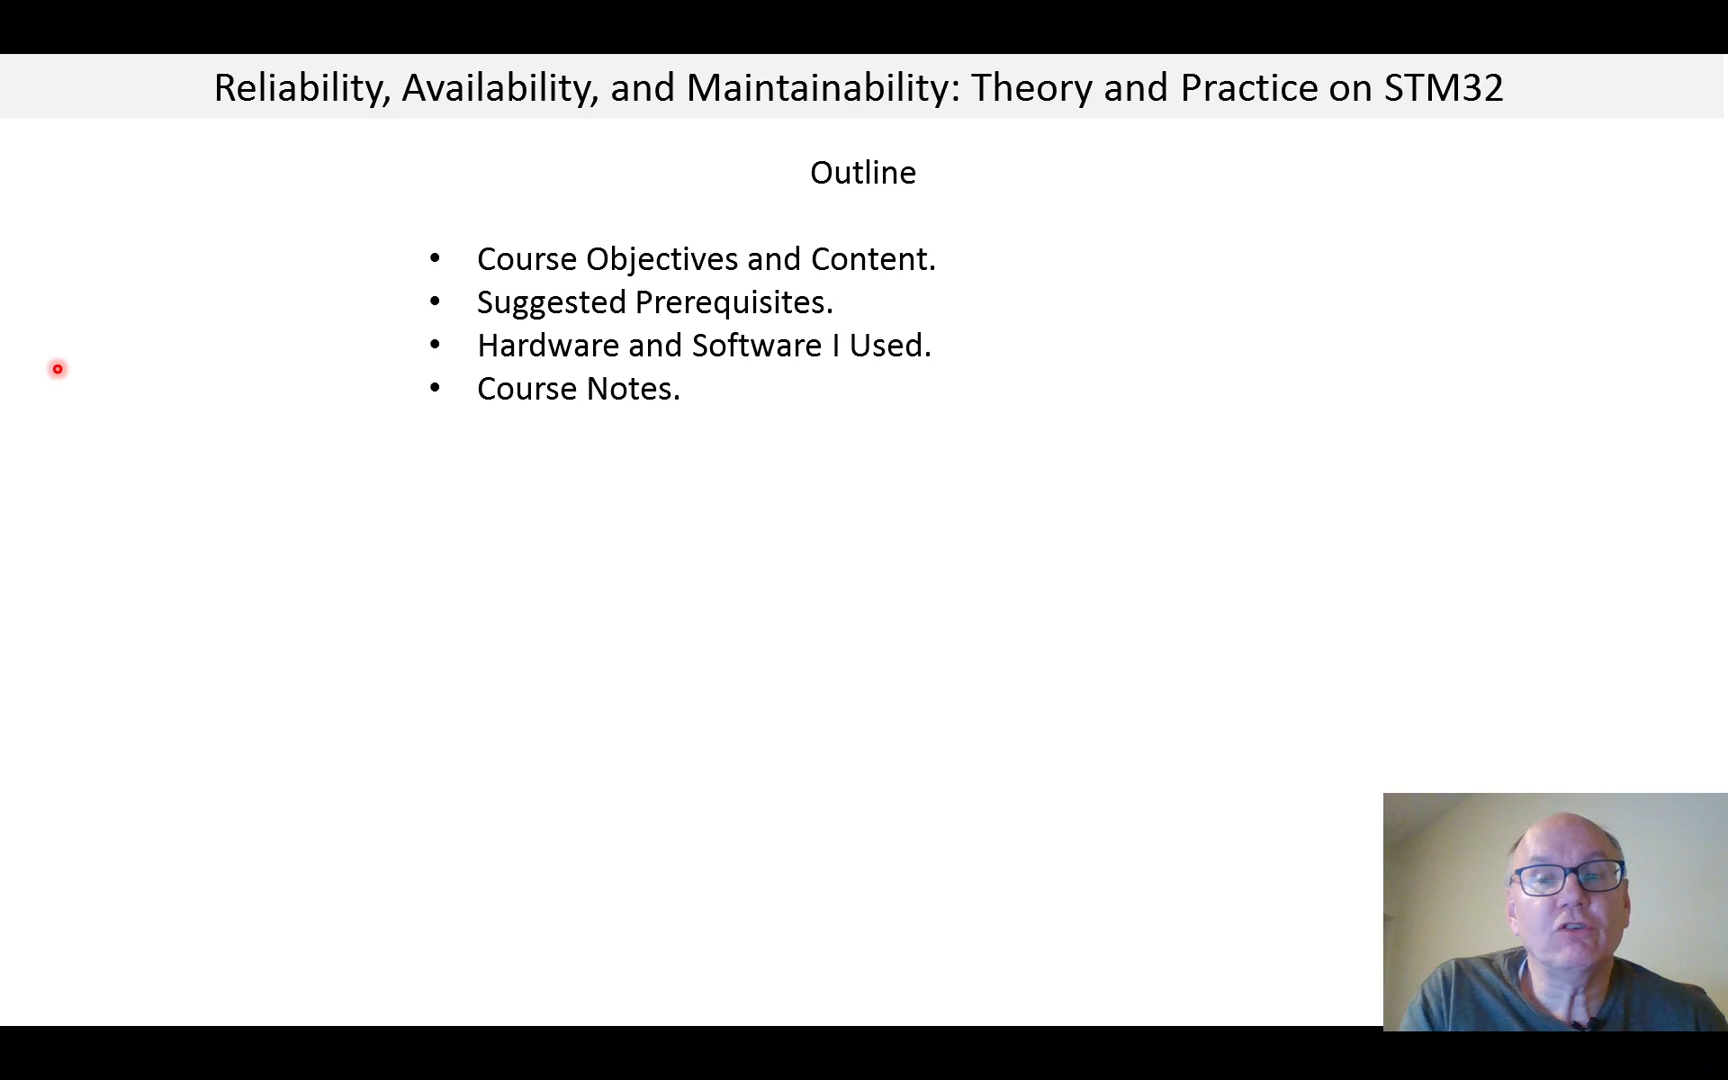 Reliability, Availability, and Maintainability: Theory and Practice on STM32
Outline
• Course Objectives and Content.
• Suggested Prerequisites.
• Hardware and Software I Used.
• Course Notes.